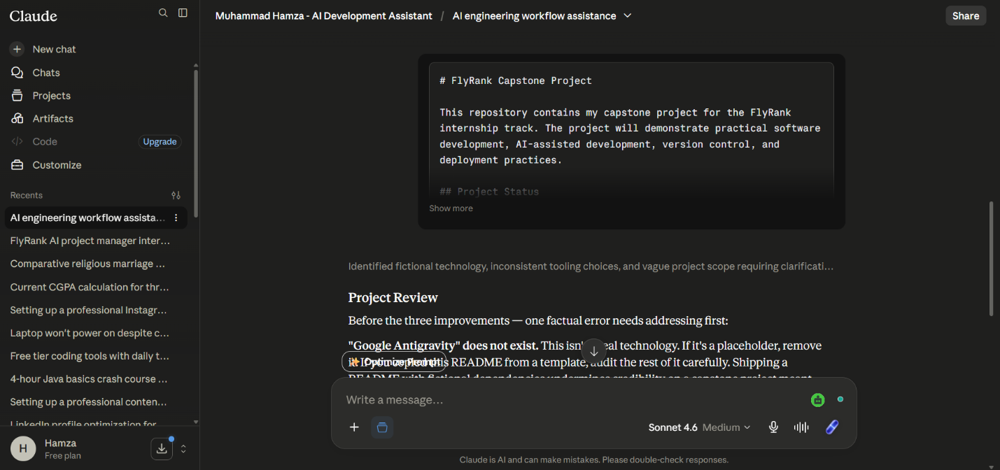 Claude
New chat
Chats
Projects
Artifacts
Code
Upgrade
Customize
Recents
AI engineering workflow assista...
FlyRank AI project manager inter...
Comparative religious marriage ...
Current CGPA calculation for thr...
Setting up a professional Instagr...
Laptop won't power on despite c...
Free tier coding tools with daily t...
4-hour Java basics crash course ...
Setting up a professional conten...
LinkedIn profile optimization for
H
Hamza
Free plan
Muhammad Hamza - AI Development Assistant / AI engineering workflow assistance
Share
# FlyRank Capstone Project
This repository contains my capstone project for the FlyRank
internship track. The project will demonstrate practical software
development, AI-assisted development, version control, and
deployment practices.
## Project Status
Show more
Identified fictional technology, inconsistent tooling choices, and vague project scope requiring clarificati...
Project Review
Before the three improvements — one factual error needs addressing first:
"Google Antigravity" does not exist. This isn't real technology. If it's a placeholder, remove
Optimize Prompt
this README from a template, audit the rest of it carefully. Shipping a
README with fictional dependencies undermines credibility on a capstone project meant
Write a message...
Sonnet 4.6 Medium
Claude is AI and can make mistakes. Please double-check responses.